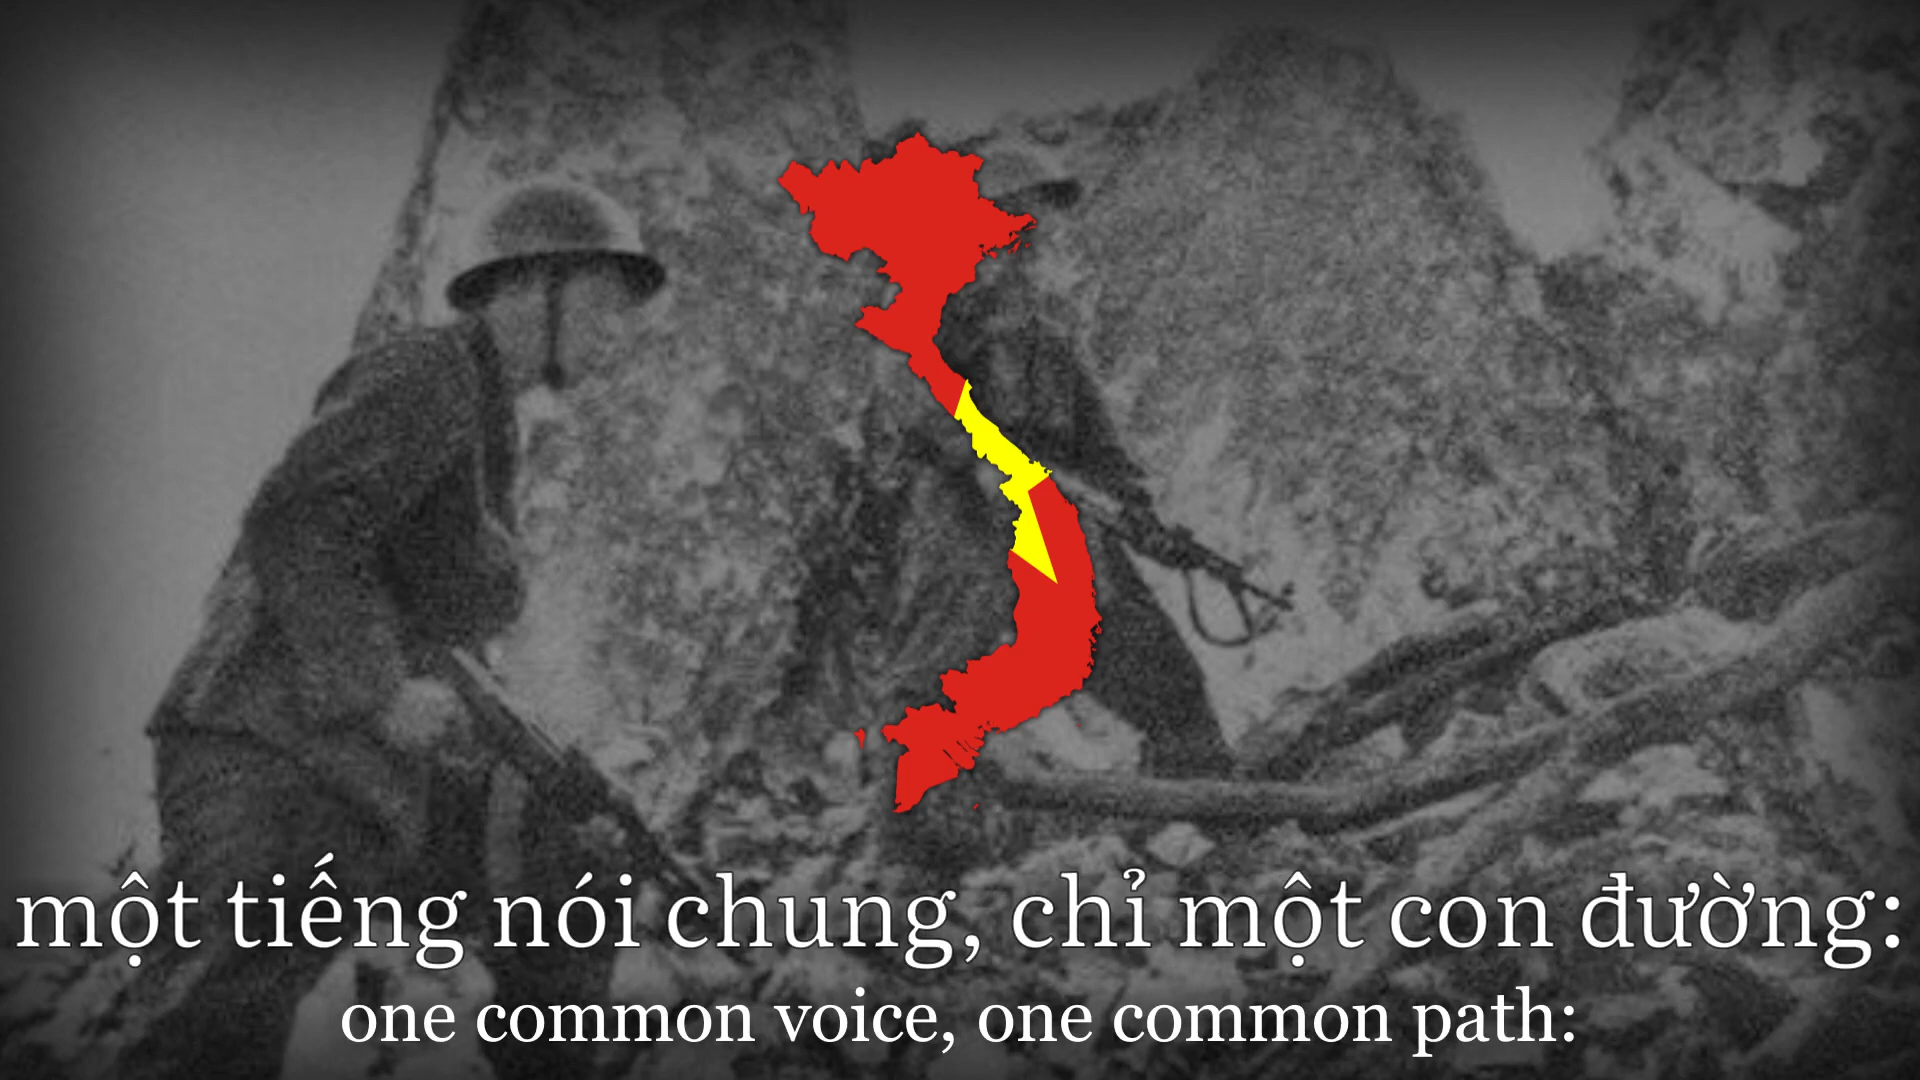 một tiếng nói chung, chỉ một con đường:
one common voice, one common path: